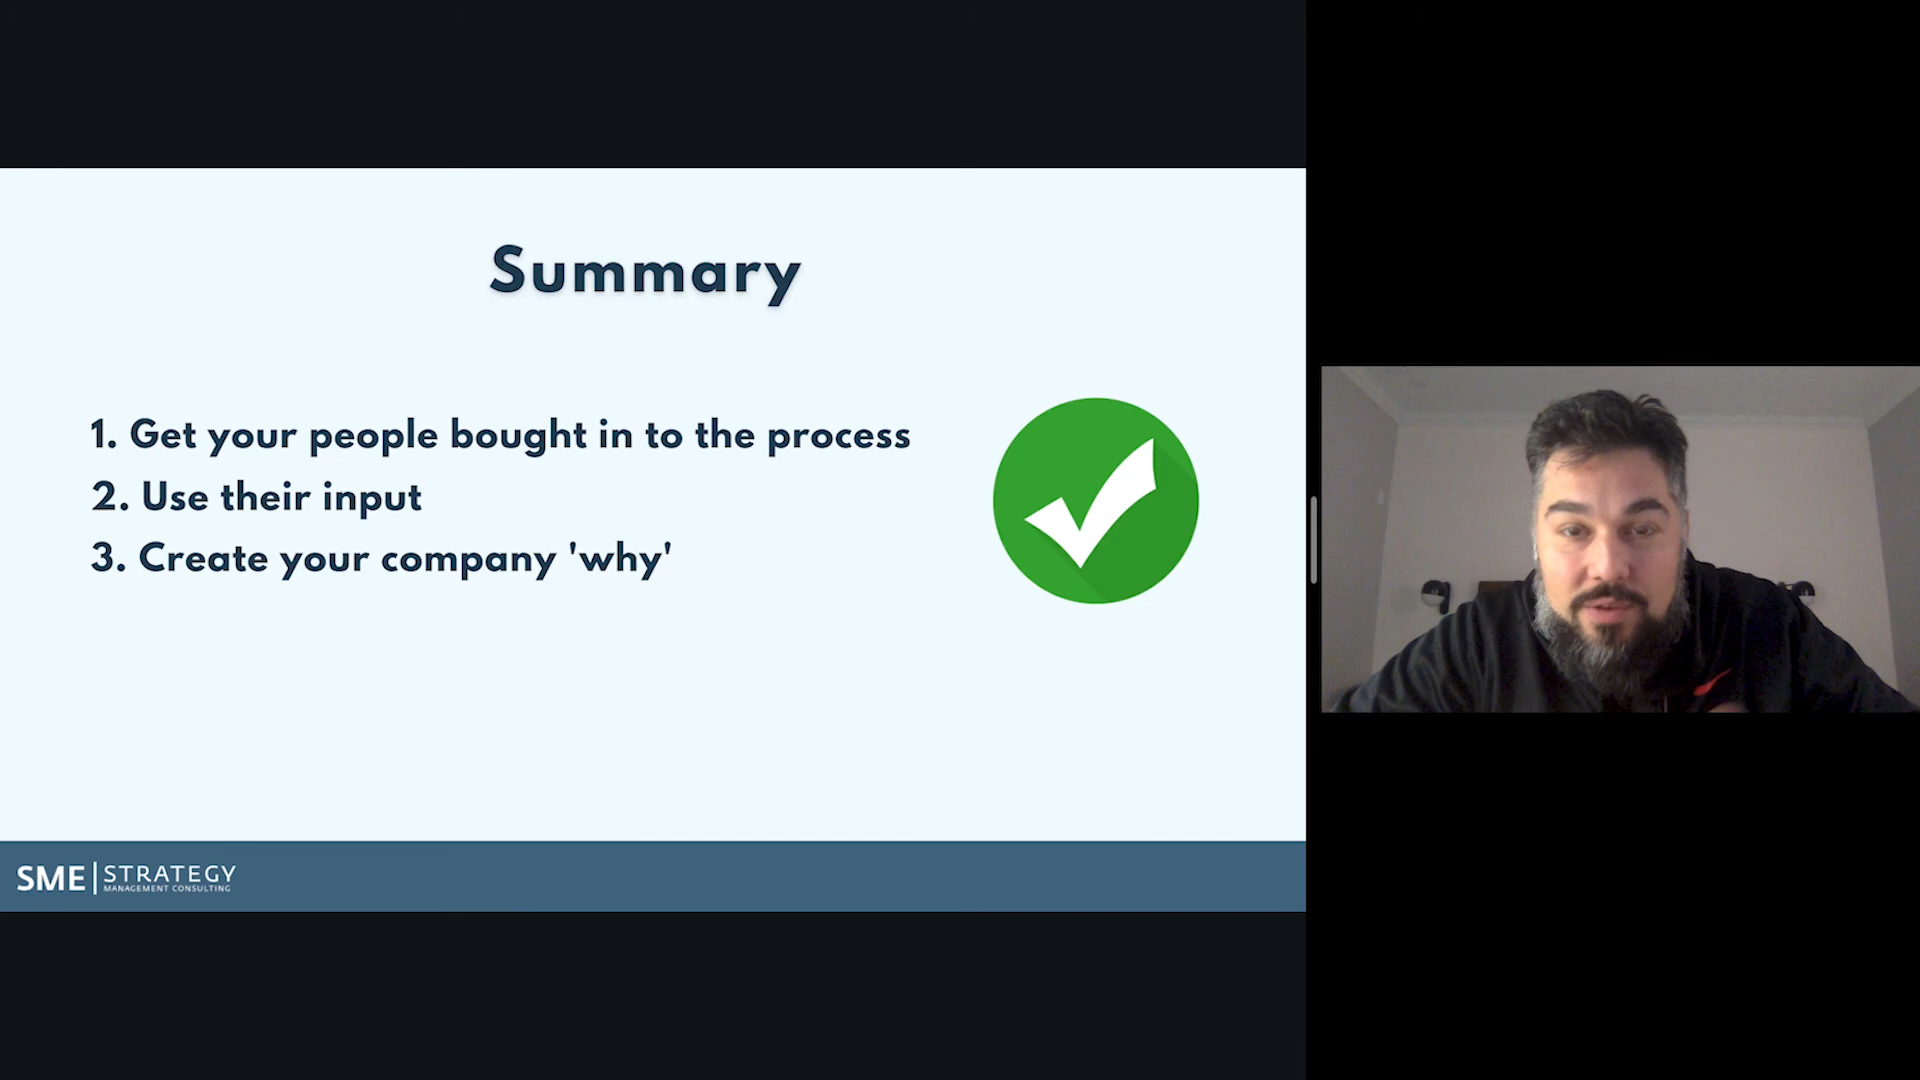 Summary
1. Get your people bought in to the process
2. Use their input
3. Create your company 'why'
SME | STRATEGY
MANAGEMENT CONSULTING